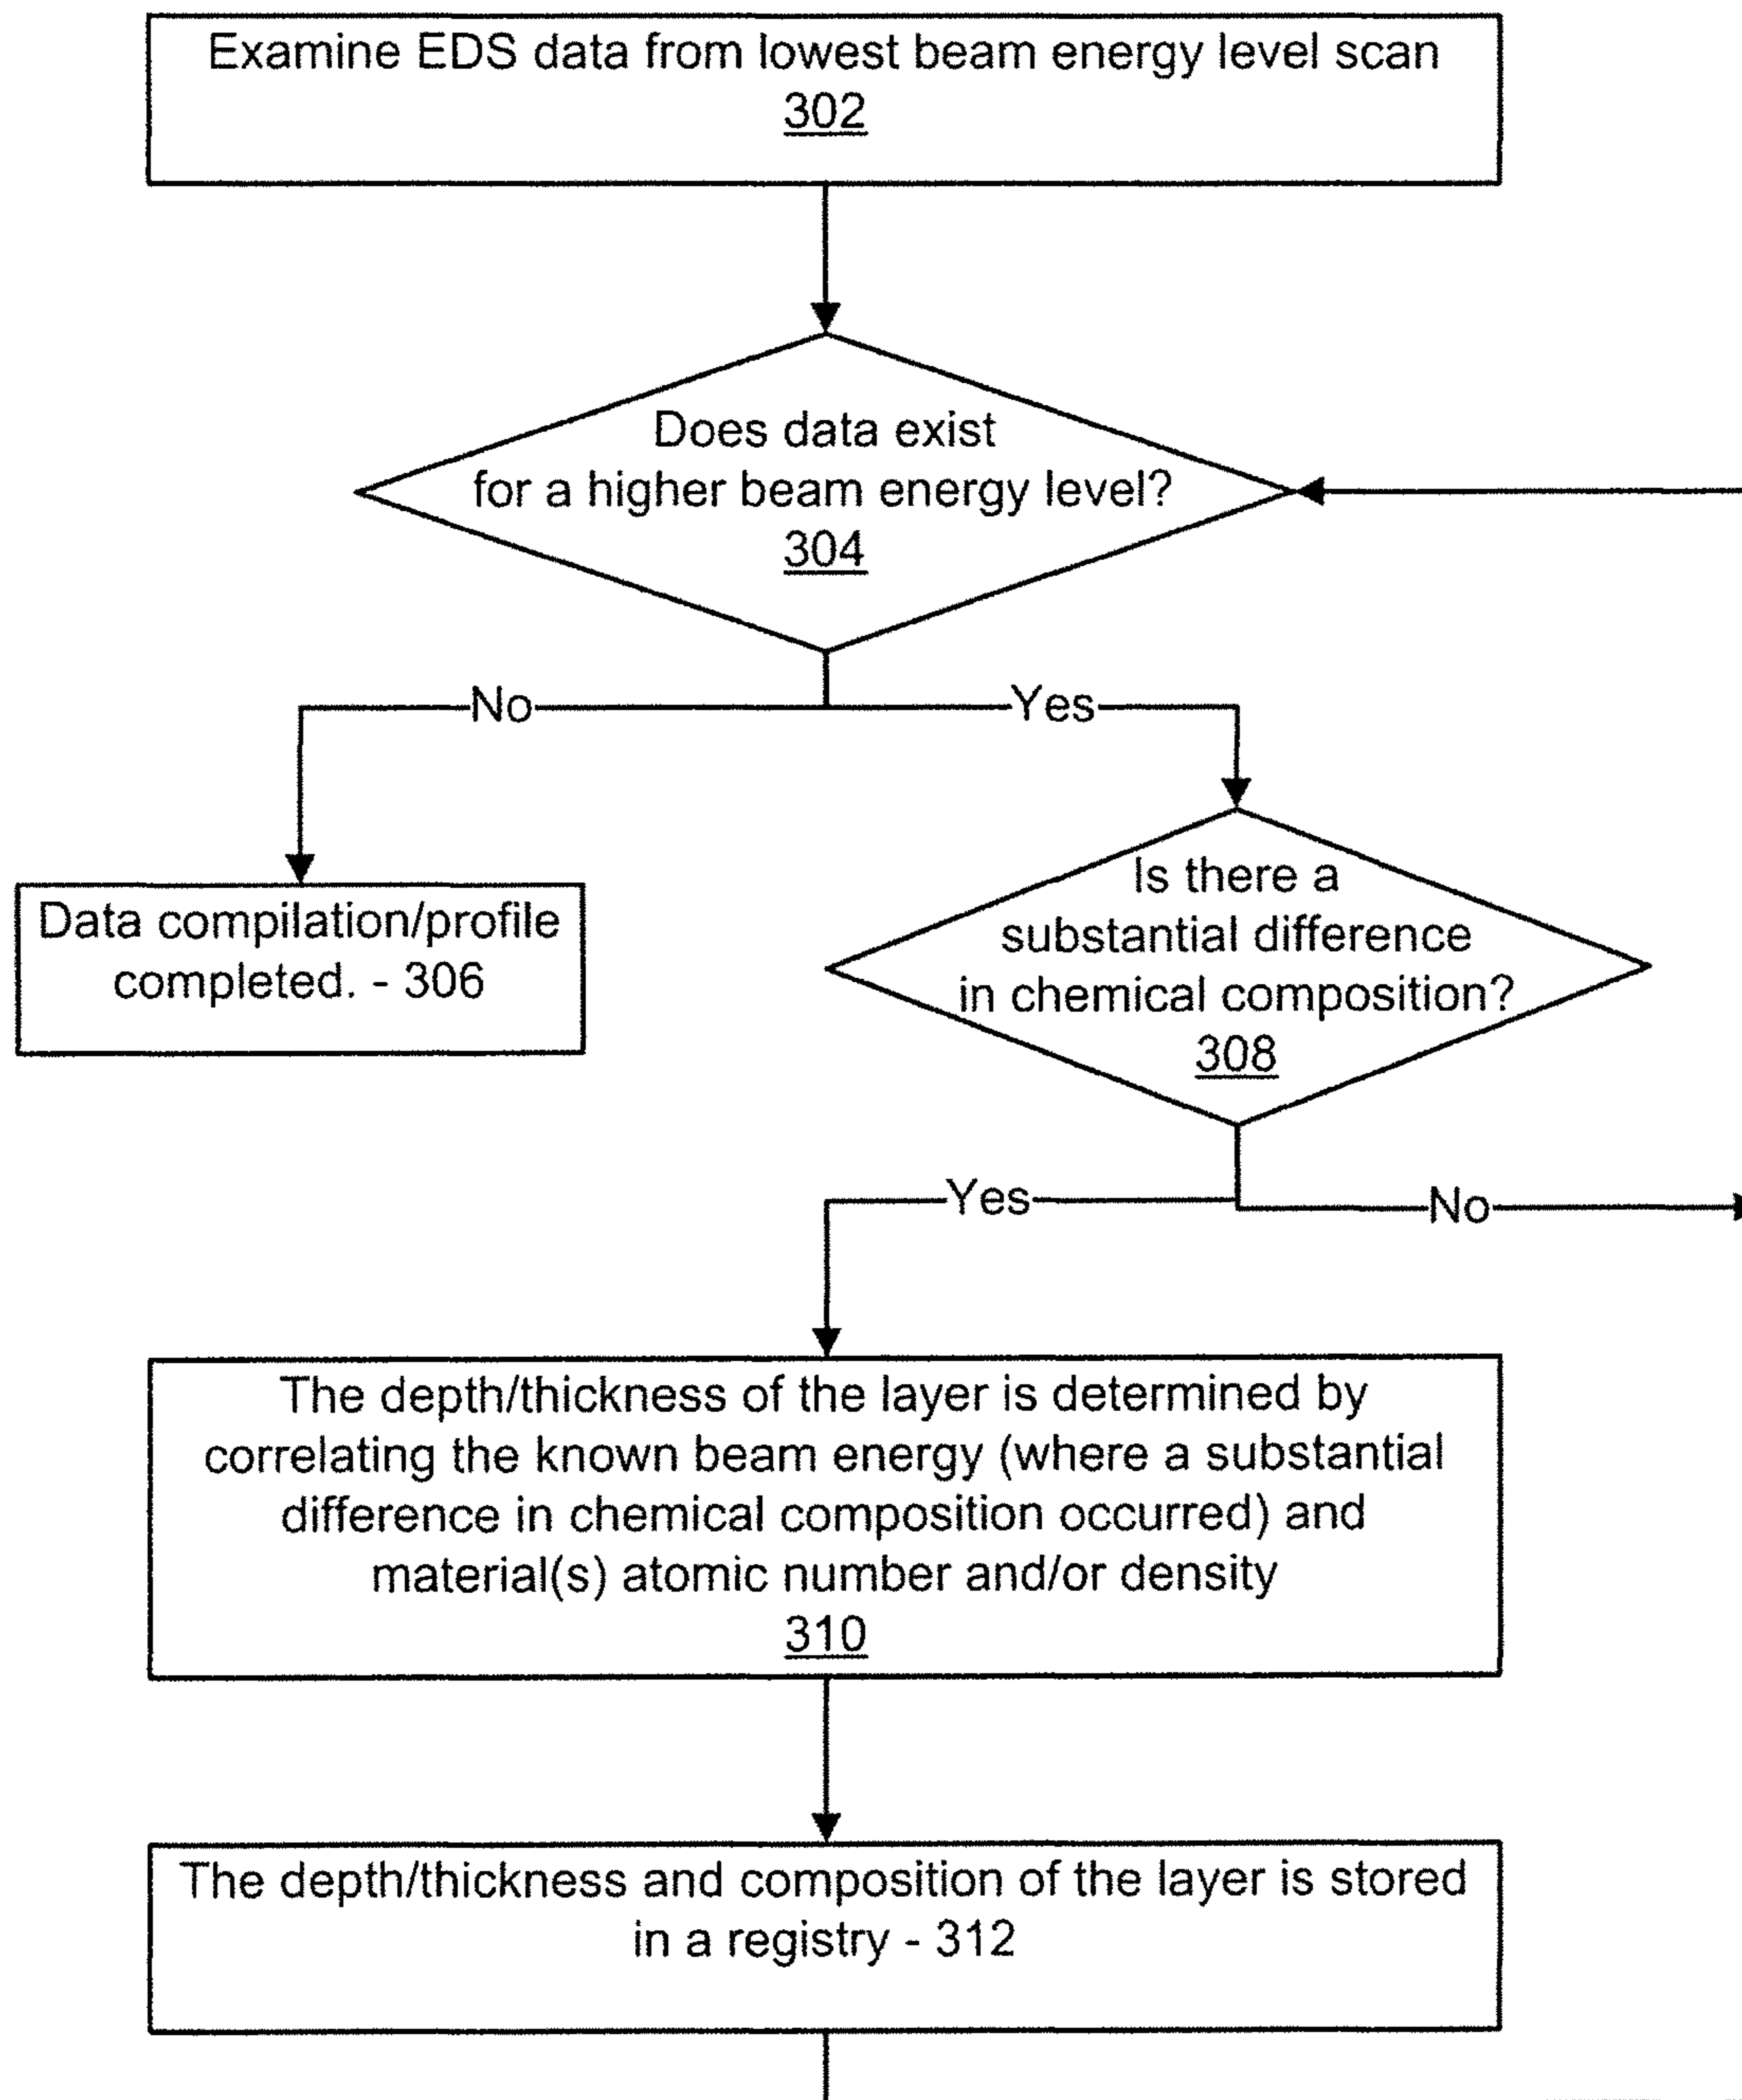 Examine EDS data from lowest beam energy level scan
302
Does data exist
for a higher beam energy level?
304
No
Yes
Data compilation/profile
completed. - 306
Is there a
substantial difference
in chemical composition?
308
Yes
No
The depth/thickness of the layer is determined by
correlating the known beam energy (where a substantial
difference in chemical composition occurred) and
material(s) atomic number and/or density
310
The depth/thickness and composition of the layer is stored
in a registry - 312